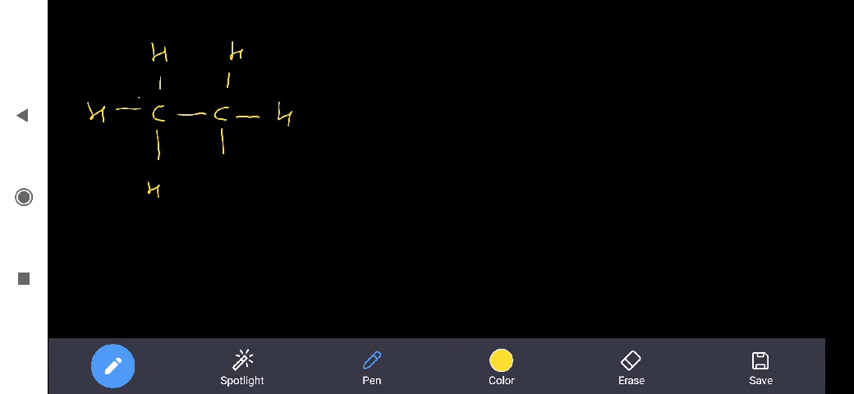 H H
H — C — C — H
H
Spotlight Pen Color Erase Save